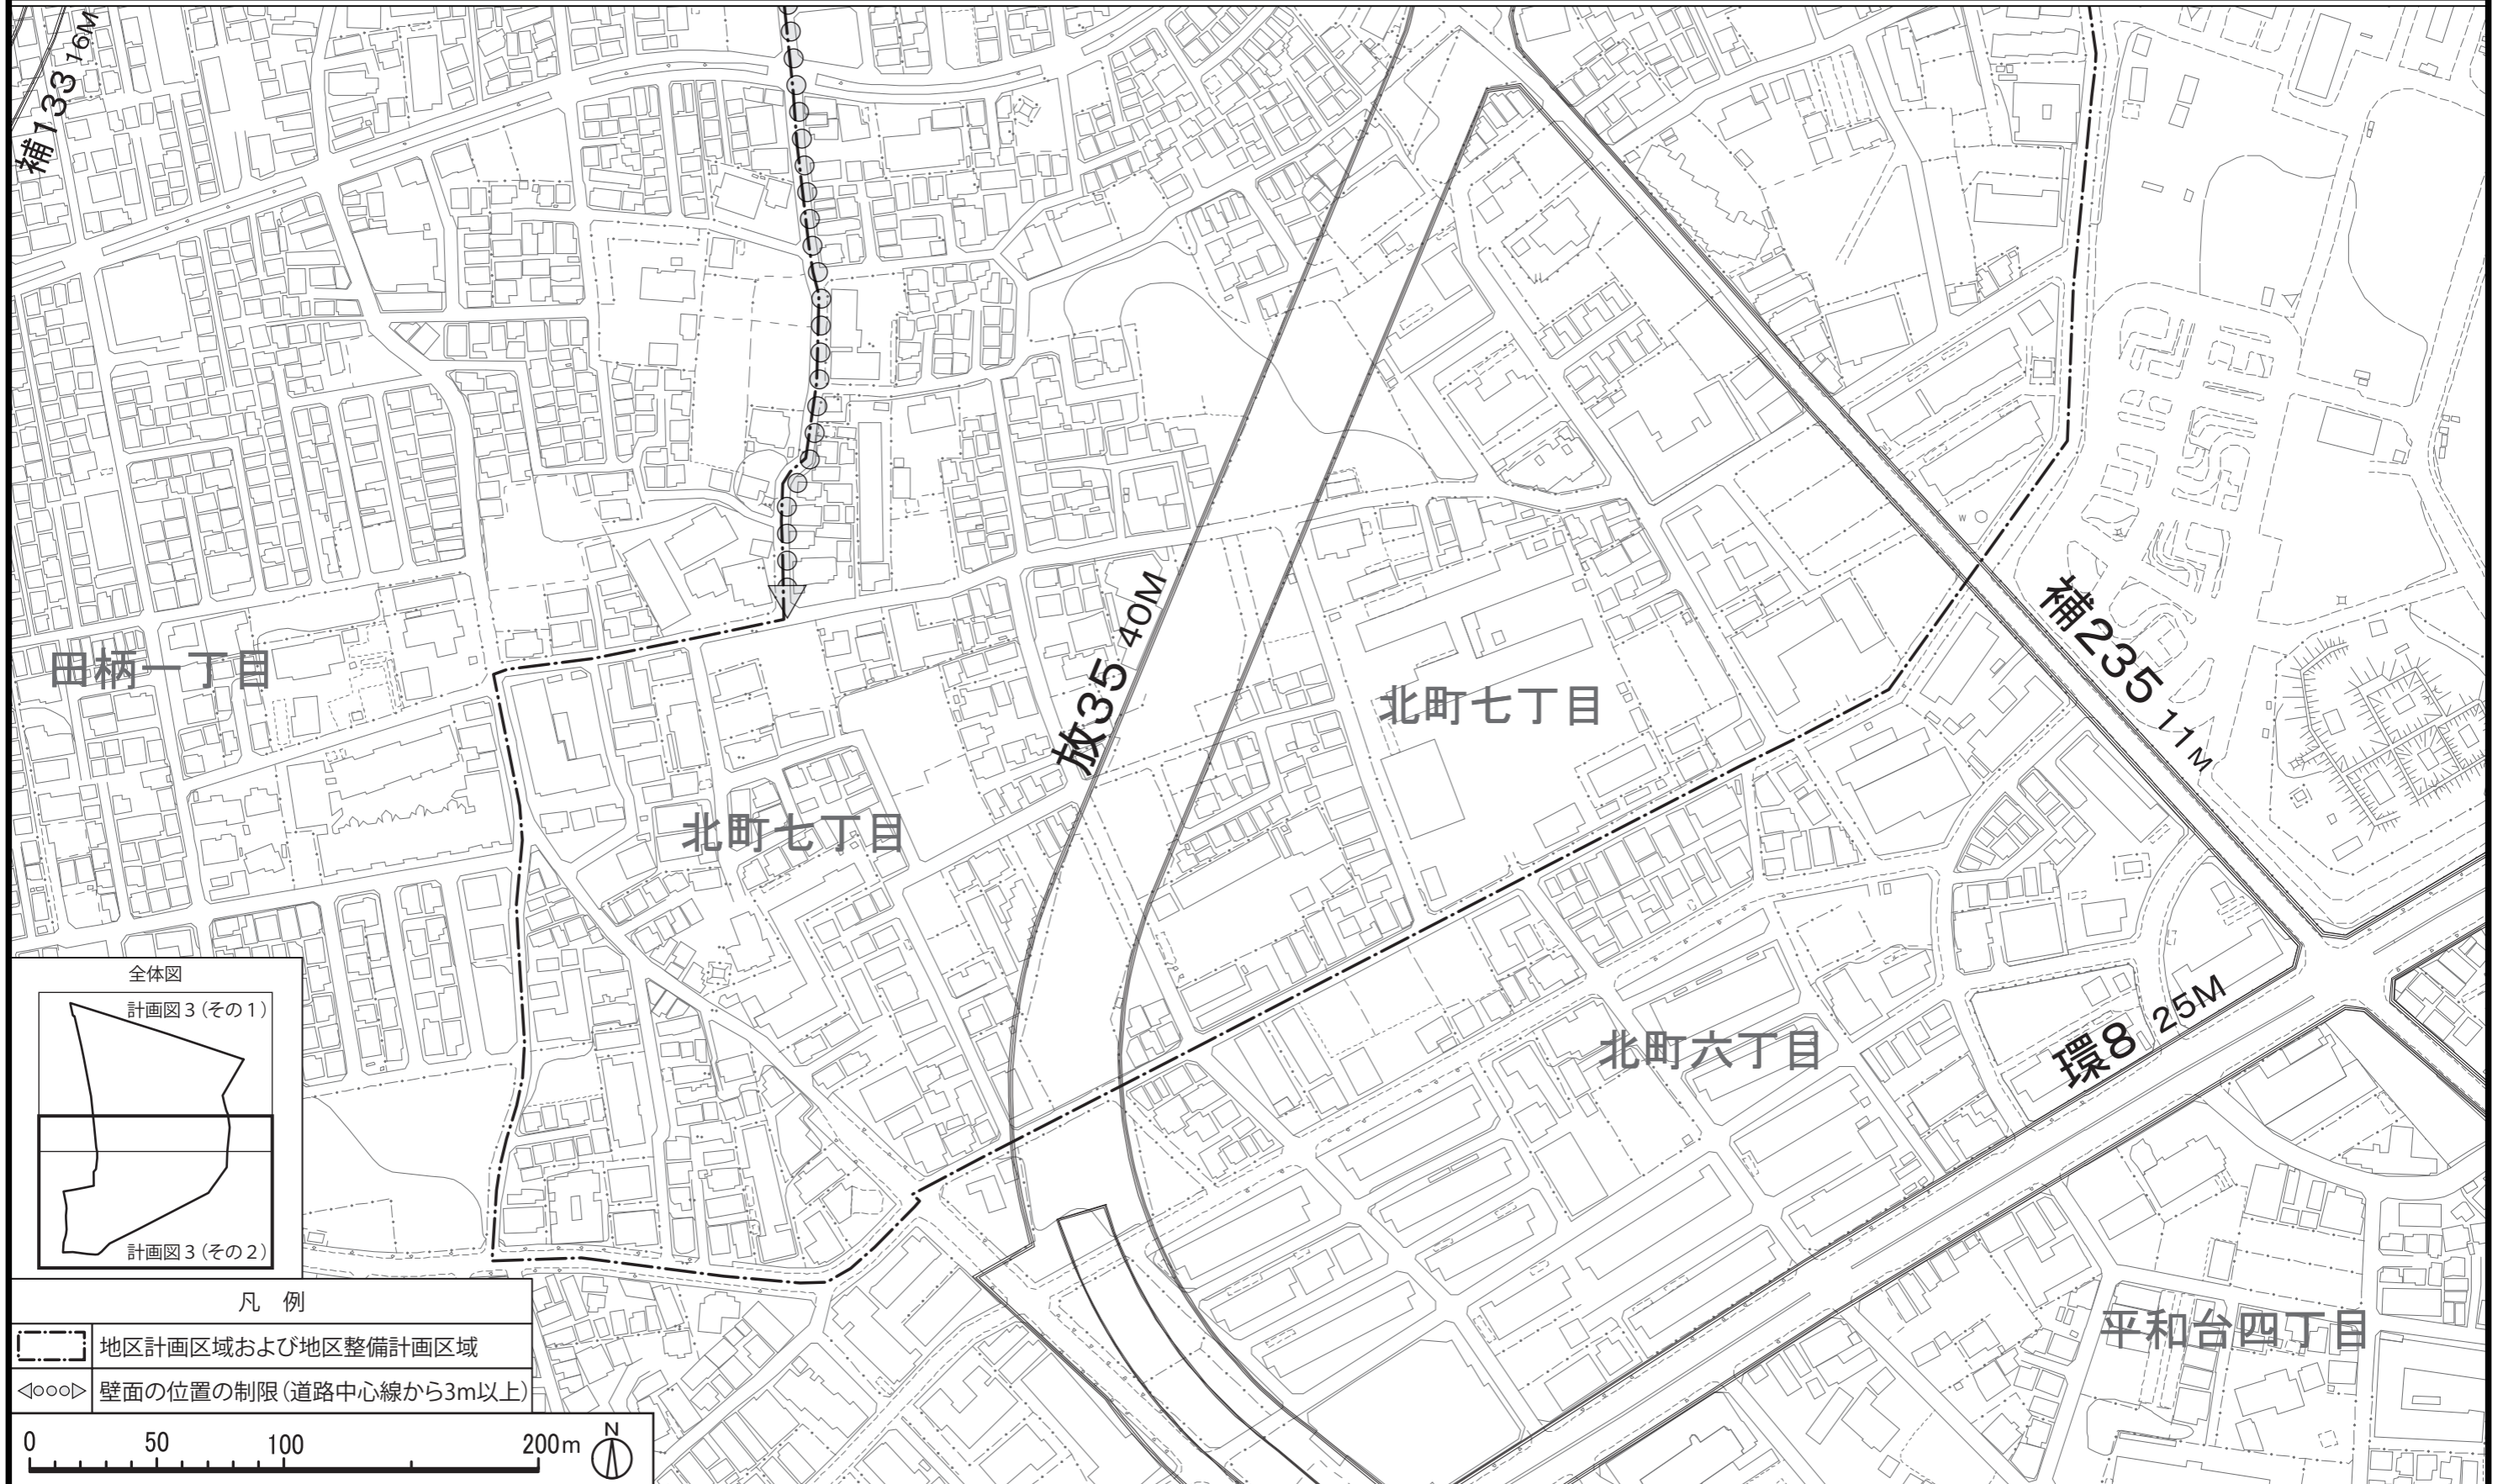 補133 16M
田柄一丁目
放35 40M
北町七丁目
北町七丁目
補235 11M
W
北町六丁目
環8 25M
平和台四丁目
全体図
計画図3(その1)
計画図3(その2)
凡 例
地区計画区域および地区整備計画区域
壁面の位置の制限(道路中心線から3m以上)
0 50 100 200m
N